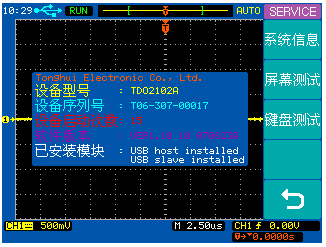 10:29 RUN AUTO SERVICE
系统信息
屏幕测试
键盘测试
Tonghui Electronic Co., Ltd.
设备型号 : TDO2102A
设备序列号 : T06-307-00017
已安装模块 : USB host installed
USB slave installed
CH1 500mV M 2.50us CH1 0.00V
0.0000s